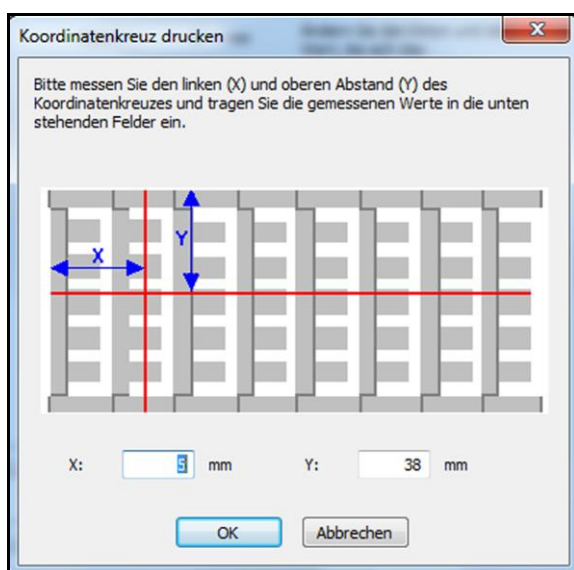 Koordinatenkreuz drucken
Bitte messen Sie den linken (X) und oberen Abstand (Y) des
Koordinatenkreuzes und tragen Sie die gemessenen Werte in die unten
stehenden Felder ein.
Y
X
X: 5 mm Y: 38 mm
OK Abbrechen